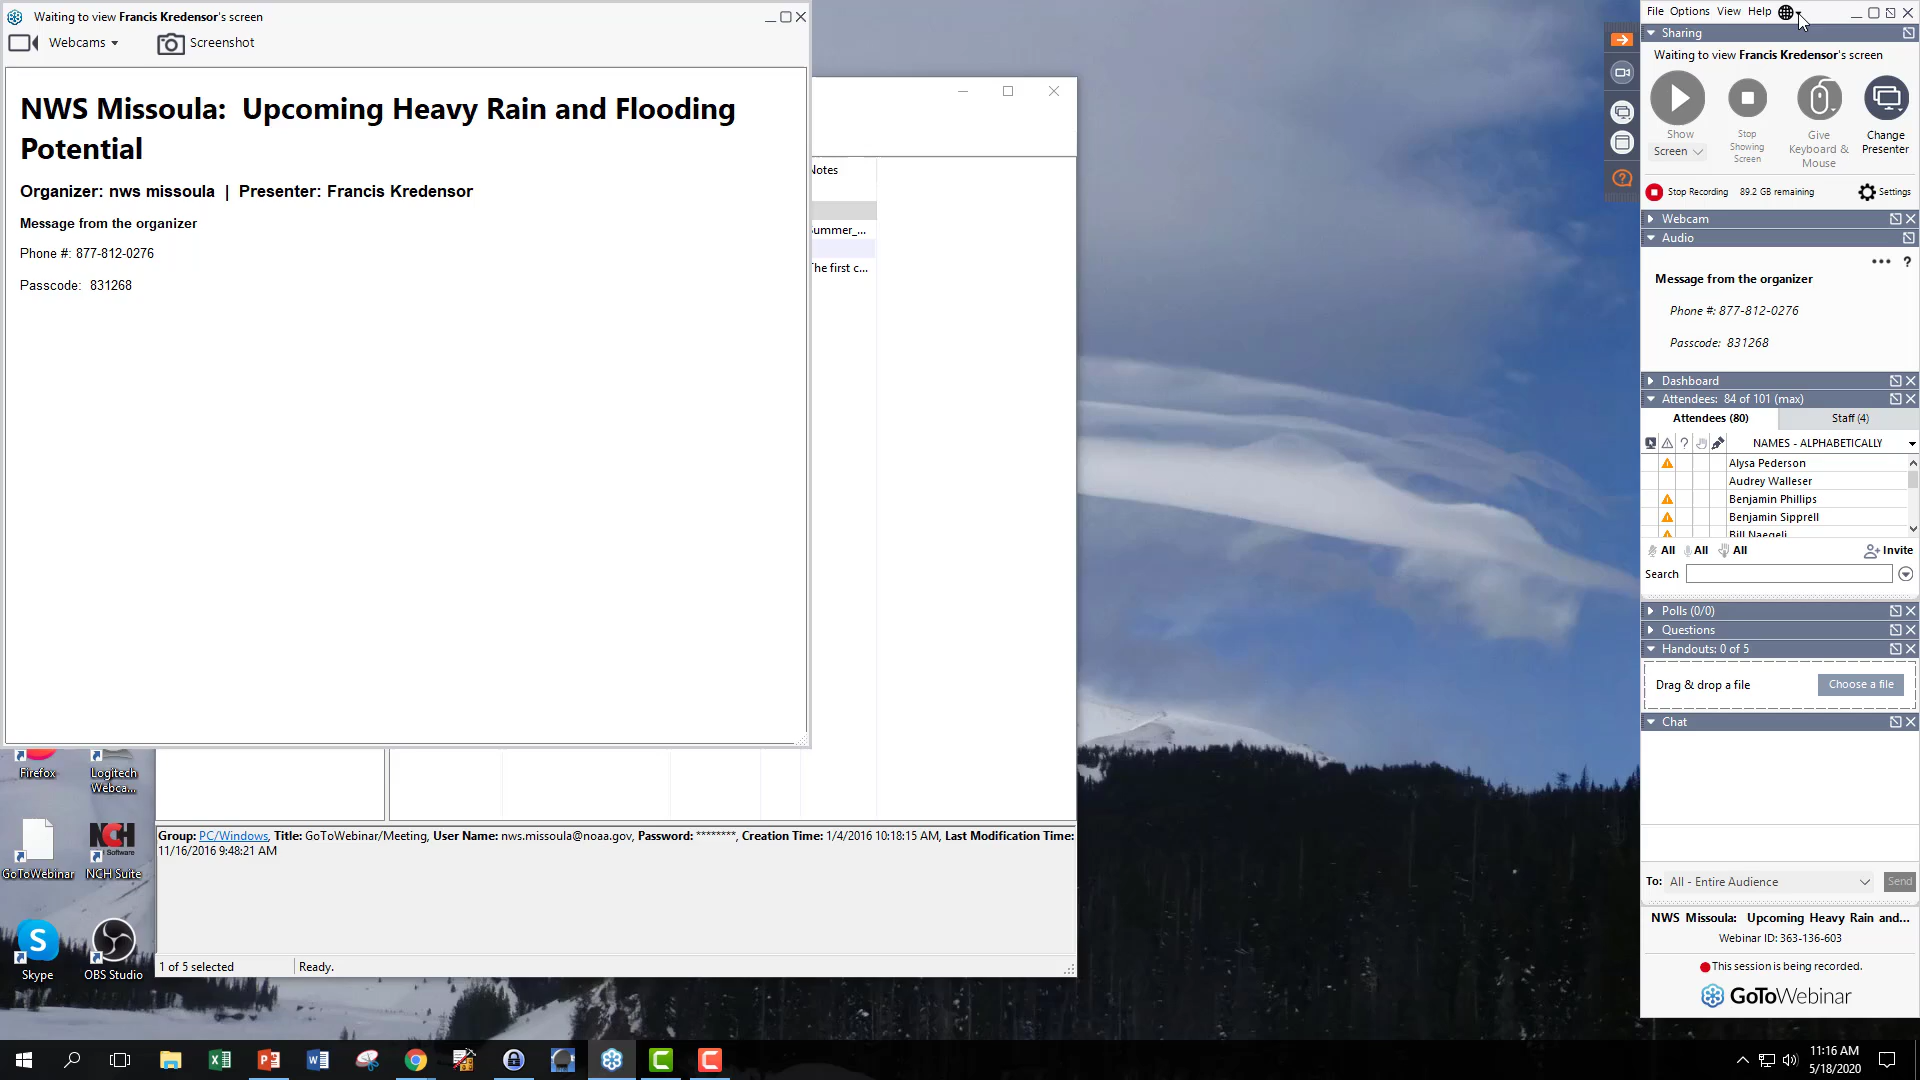 Waiting to view Francis Kredensor's screen
Webcams
Screenshot
NWS Missoula:  Upcoming Heavy Rain and Flooding
Potential
Organizer: nws missoula  |  Presenter: Francis Kredensor
Message from the organizer
Phone #: 877-812-0276
Passcode:  831268
Notes
Summer_...
The first c...
Firefox
Logitech
Webca...
GoToWebinar
NCH Software
NCH Suite
Skype
OBS Studio
Group: PC/Windows, Title: GoToWebinar/Meeting, User Name: nws.missoula@noaa.gov, Password: ********, Creation Time: 1/4/2016 10:18:15 AM, Last Modification Time:
11/16/2016 9:48:21 AM
1 of 5 selected
Ready.
File Options View Help
Sharing
Waiting to view Francis Kredensor's screen
Show
Screen
Stop
Showing
Screen
Give
Keyboard &
Mouse
Change
Presenter
Stop Recording
89.2 GB remaining
Settings
Webcam
Audio
Message from the organizer
Phone #: 877-812-0276
Passcode:  831268
Dashboard
Attendees:  84 of 101 (max)
Attendees (80)
Staff (4)
NAMES - ALPHABETICALLY
Alysa Pederson
Audrey Walleser
Benjamin Phillips
Benjamin Sipprell
Bill Naegeli
All All All
Invite
Search
Polls (0/0)
Questions
Handouts: 0 of 5
Drag & drop a file
Choose a file
Chat
To: All - Entire Audience
Send
NWS Missoula:  Upcoming Heavy Rain and...
Webinar ID: 363-136-603
This session is being recorded.
GoToWebinar
11:16 AM
5/18/2020